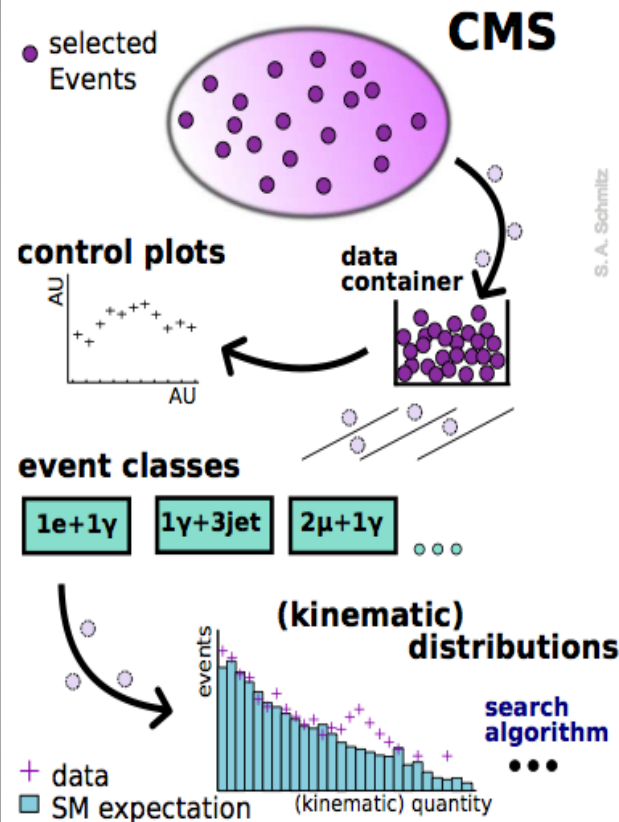 CMS
selected
Events
S. A. Schmitz
control plots
data
container
AU
AU
event classes
1e+1γ
1γ+3jet
2μ+1γ
(kinematic)
distributions
events
search
algorithm
data
SM expectation
(kinematic) quantity